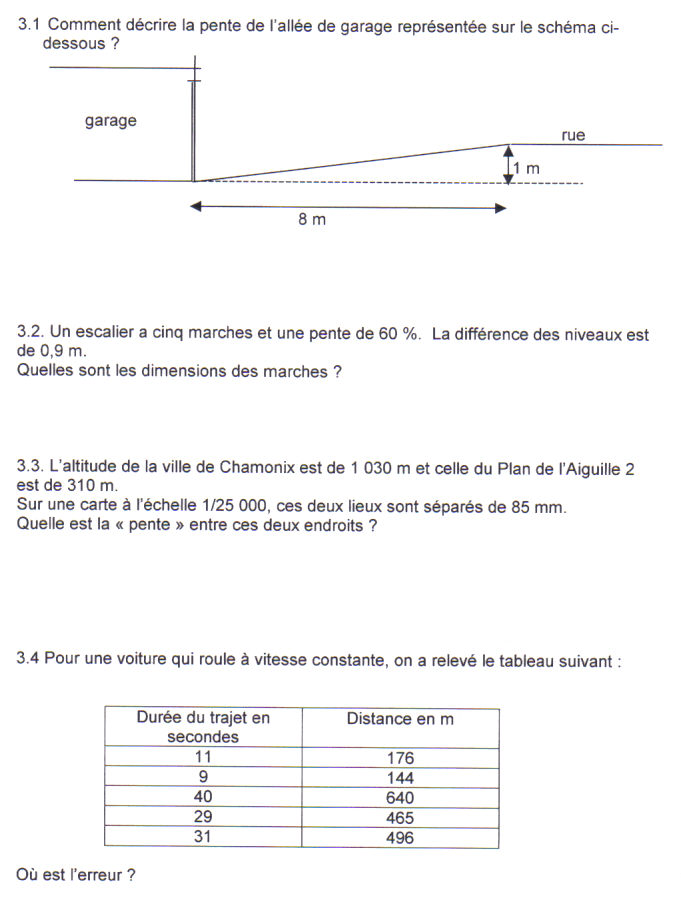 3.1 Comment décrire la pente de l'allée de garage représentée sur le schéma ci-
dessous ?
garage
rue
1 m
8 m
3.2. Un escalier a cinq marches et une pente de 60 %. La différence des niveaux est
de 0,9 m.
Quelles sont les dimensions des marches ?
3.3. L'altitude de la ville de Chamonix est de 1 030 m et celle du Plan de l'Aiguille 2
est de 310 m.
Sur une carte à l'échelle 1/25 000, ces deux lieux sont séparés de 85 mm.
Quelle est la « pente » entre ces deux endroits ?
3.4 Pour une voiture qui roule à vitesse constante, on a relevé le tableau suivant :
Durée du trajet en
secondes
Distance en m
11 176
9 144
40 640
29 465
31 496
Où est l'erreur ?